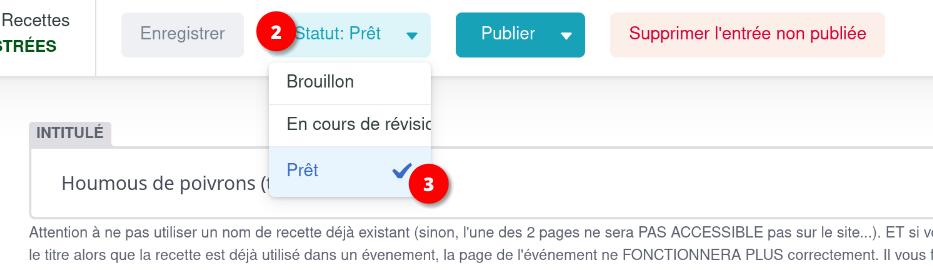 Recettes
STRÉES
Enregistrer
2
Statut: Prêt
Publier
Supprimer l'entrée non publiée
Brouillon
En cours de révisic
Prêt
3
INTITULÉ
Houmous de poivrons (t
Attention à ne pas utiliser un nom de recette déjà existant (sinon, l'une des 2 pages ne sera PAS ACCESSIBLE pas sur le site...). ET si v
le titre alors que la recette est déjà utilisé dans un évenement, la page de l'événement ne FONCTIONNERA PLUS correctement. Il vous f